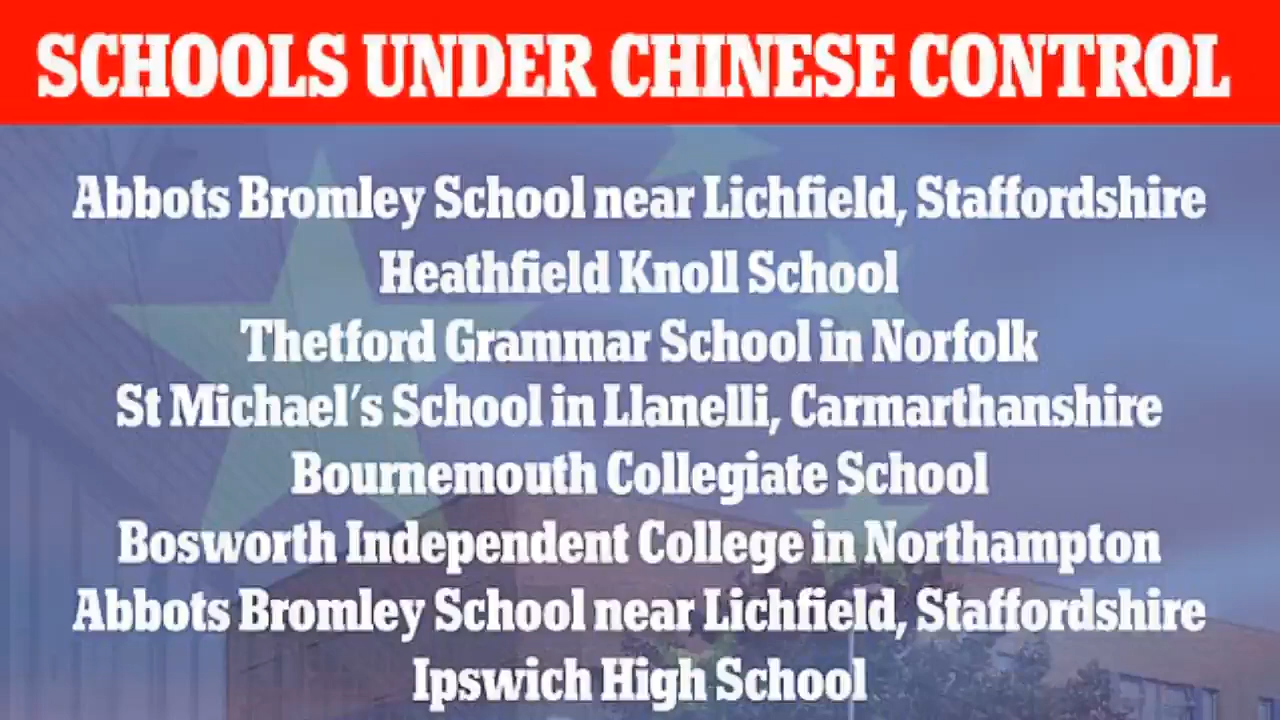 SCHOOLS UNDER CHINESE CONTROL
Abbots Bromley School near Lichfield, Staffordshire
Heathfield Knoll School
Thetford Grammar School in Norfolk
St Michael's School in Llanelli, Carmarthanshire
Bournemouth Collegiate School
Bosworth Independent College in Northampton
Abbots Bromley School near Lichfield, Staffordshire
Ipswich High School